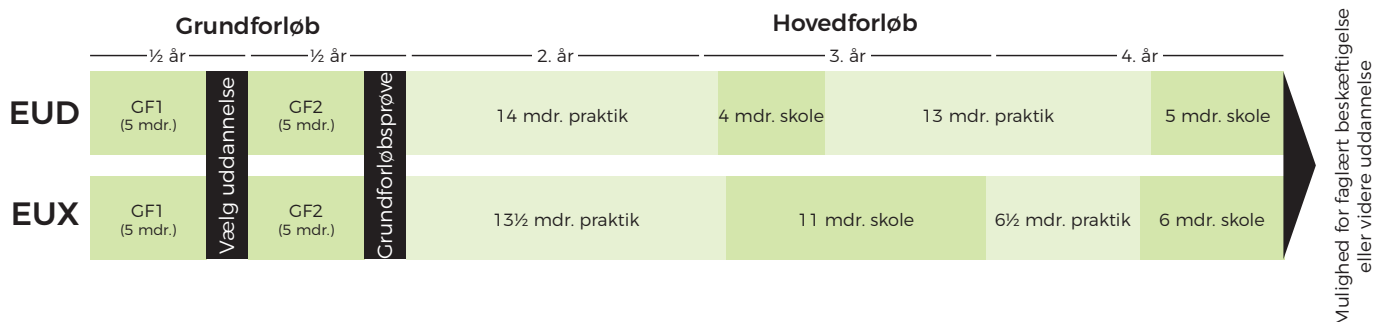 Grundforløb
Hovedforløb
½ år
½ år
2. år
3. år
4. år
EUD
GF1
(5 mdr.)
Vælg uddannelse
GF2
(5 mdr.)
Grundforløbsprøve
14 mdr. praktik
4 mdr. skole
13 mdr. praktik
5 mdr. skole
EUX
GF1
(5 mdr.)
GF2
(5 mdr.)
13½ mdr. praktik
11 mdr. skole
6½ mdr. praktik
6 mdr. skole
Mulighed for faglært beskæftigelse
eller videre uddannelse